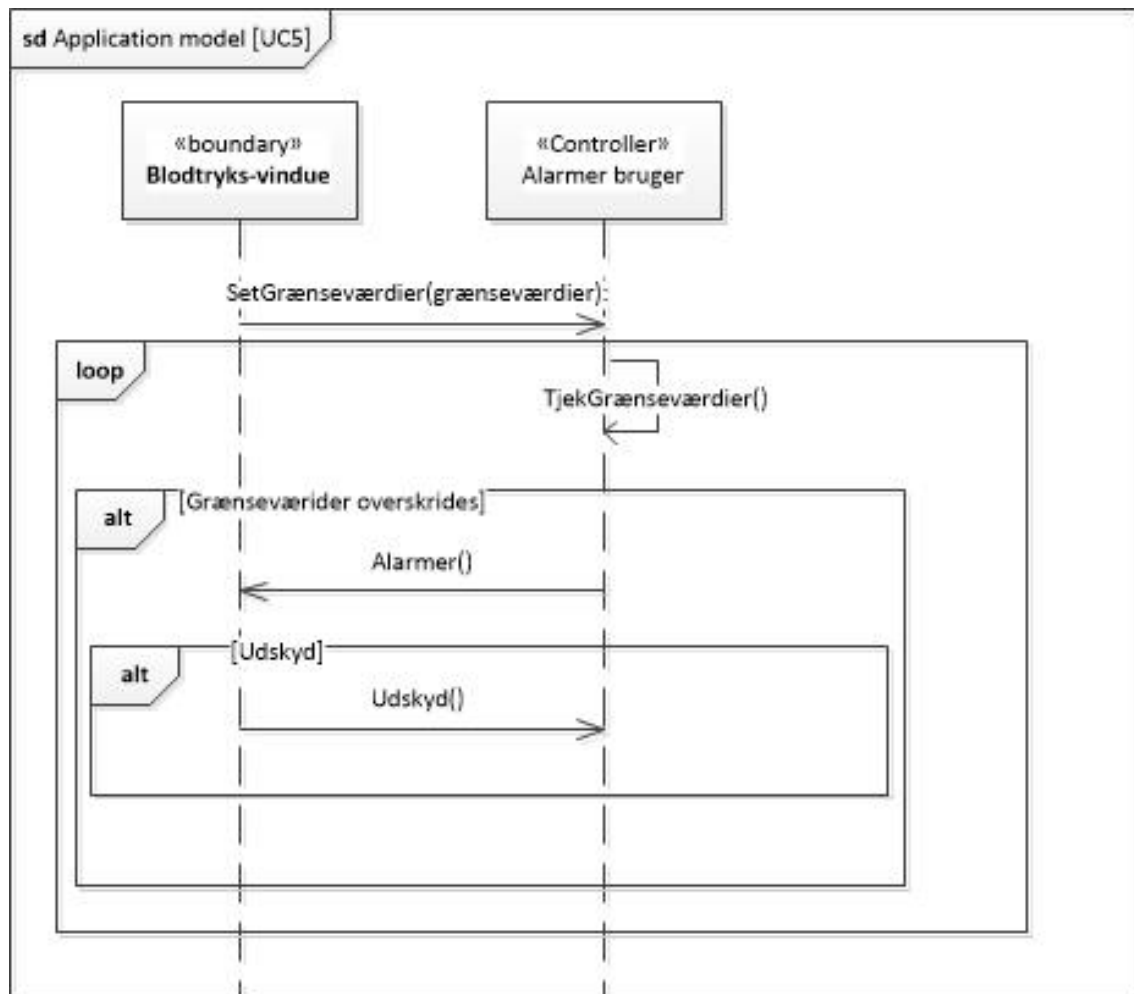 sd Application model [UC5]
«boundary»
Blodtryks-vindue
«Controller»
Alarmer bruger
SetGrænseværdier(grænseværdier)
loop
TjekGrænseværdier()
alt
[Grænseværider overskrides]
Alarmer()
alt
[Udskyd]
Udskyd()